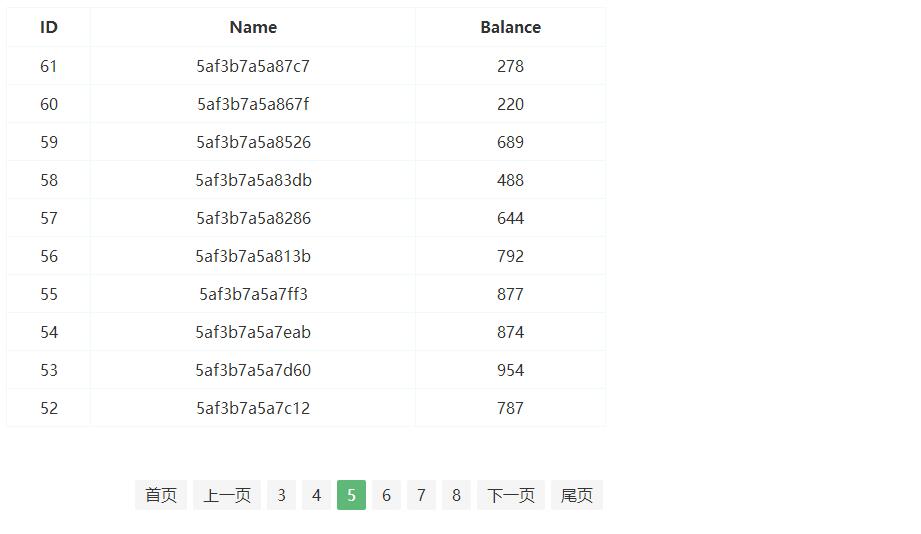 ID Name Balance
61 5af3b7a5a87c7 278
60 5af3b7a5a867f 220
59 5af3b7a5a8526 689
58 5af3b7a5a83db 488
57 5af3b7a5a8286 644
56 5af3b7a5a813b 792
55 5af3b7a5a7ff3 877
54 5af3b7a5a7eab 874
53 5af3b7a5a7d60 954
52 5af3b7a5a7c12 787
首页 上一页 3 4 5 6 7 8 下一页 尾页